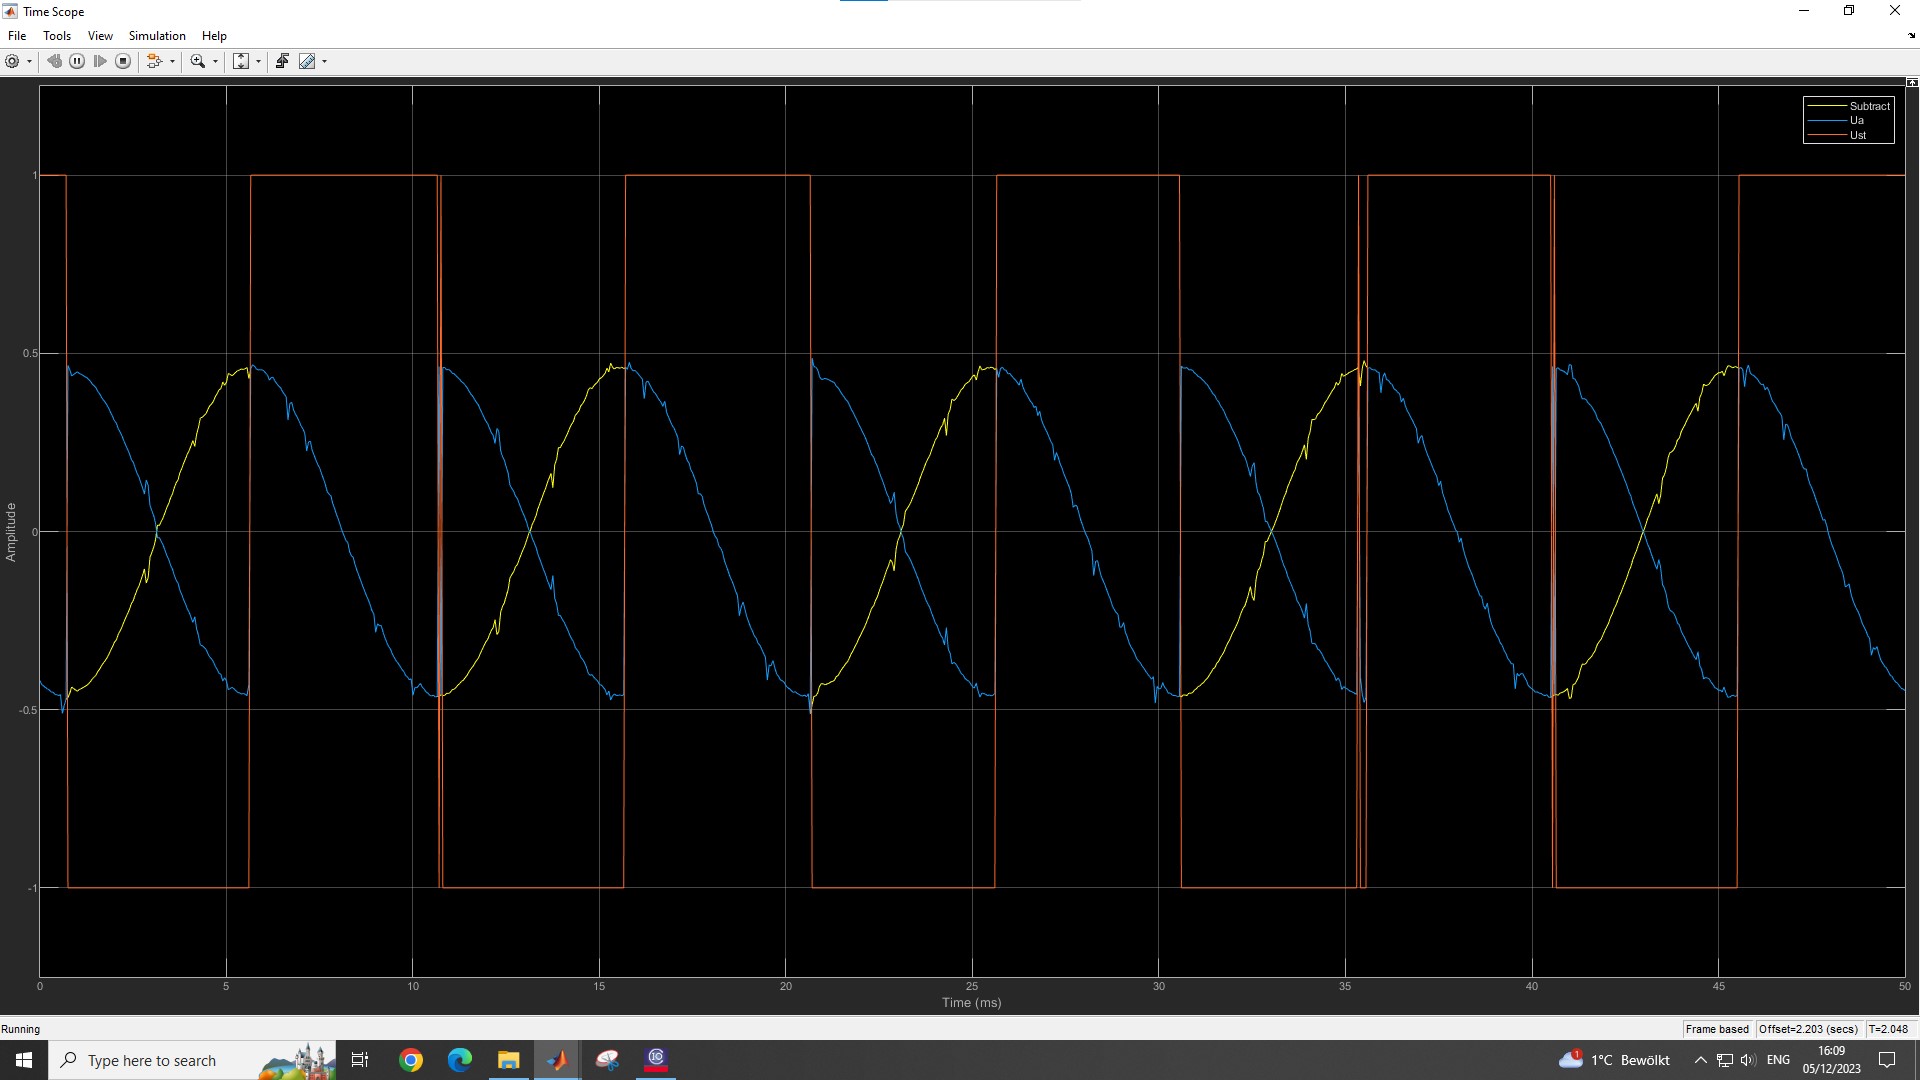 Time Scope
File Tools View Simulation Help
Subtract
Ua
Ust
1
0.5
0
-0.5
-1
Amplitude
0 5 10 15 20 25 30 35 40 45 50
Time (ms)
Running
Frame based Offset=2.203 (secs) T=2.048
Type here to search
1
1°C Bewölkt
ENG
16:09
05/12/2023